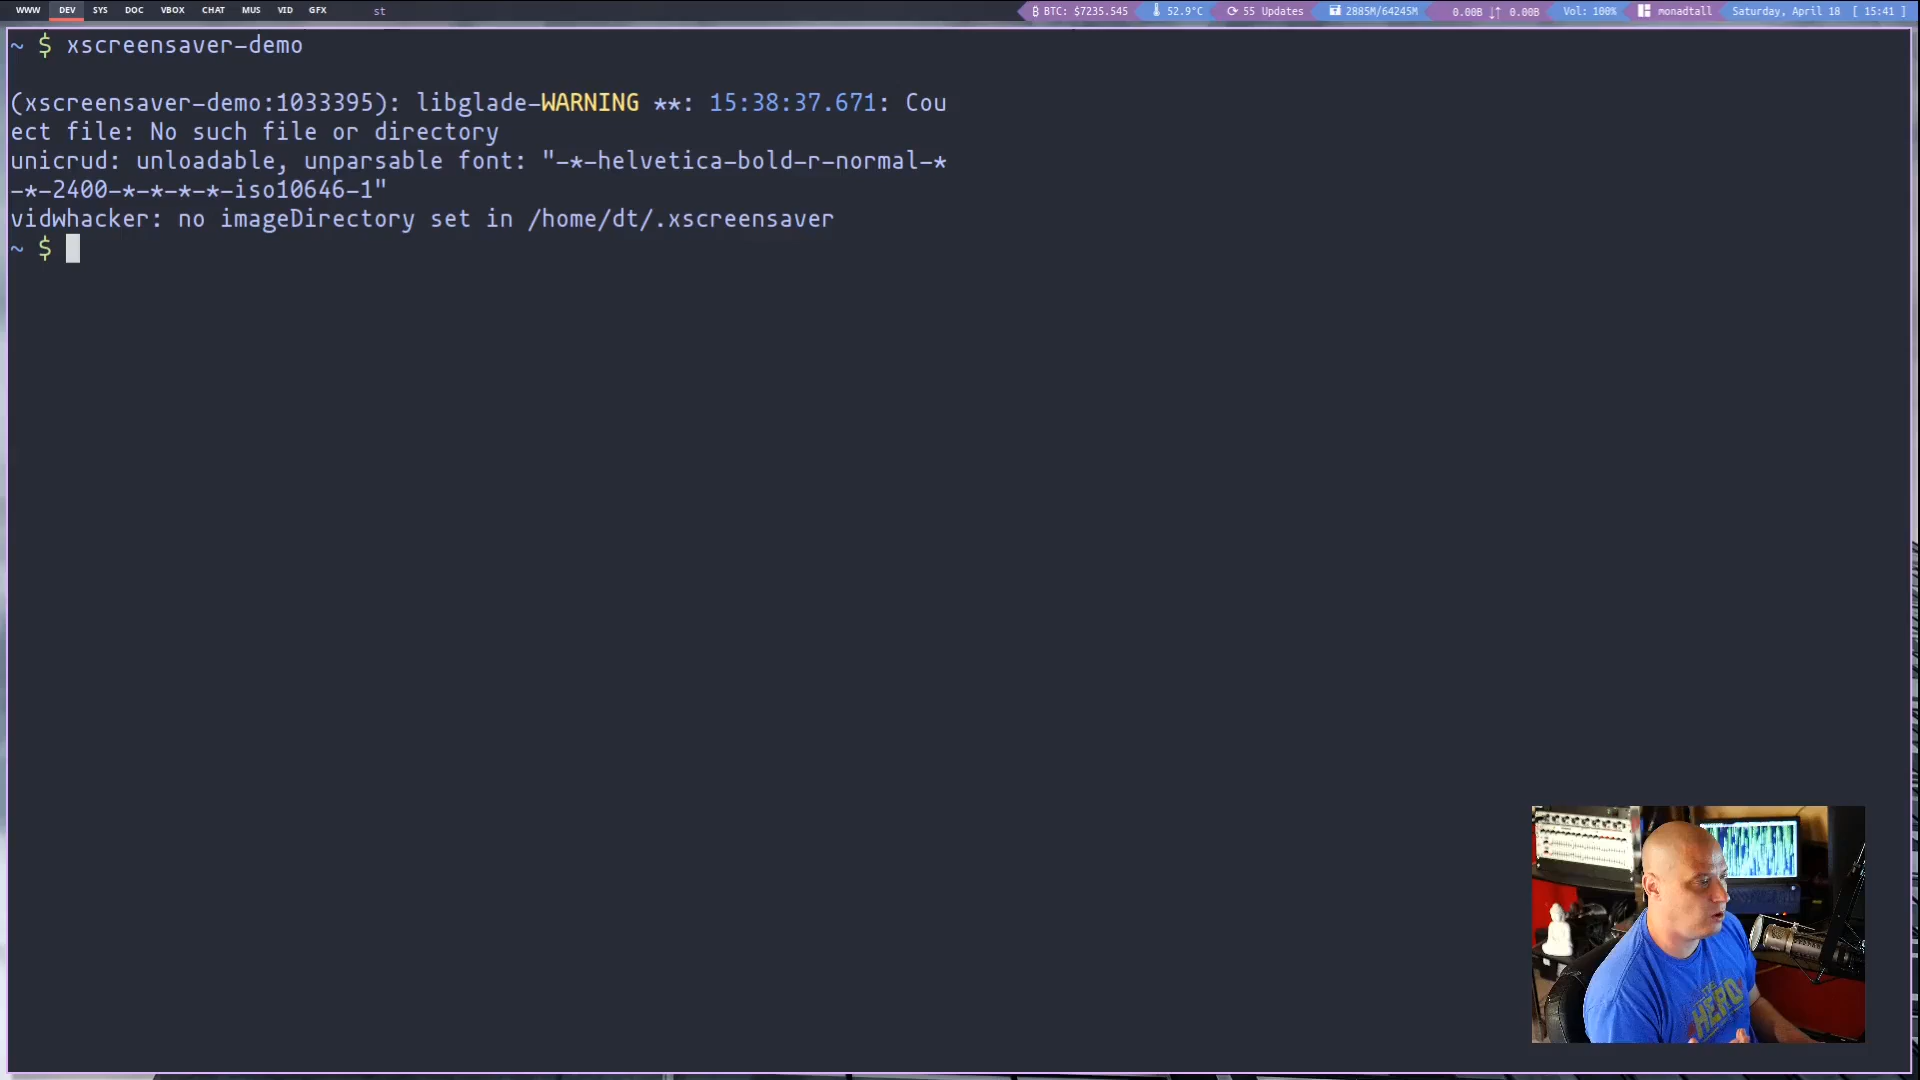 WWW DEV SYS DOC VBOX CHAT MUS VID GFX st BTC: $7235.545 52.9°C 55 Updates 2885M/64245M 0.00B ↓↑ 0.00B Vol: 100% monadtall Saturday, April 18 [ 15:41 ]
~ $ xscreensaver-demo
(xscreensaver-demo:1033395): libglade-WARNING **: 15:38:37.671: Cou
ect file: No such file or directory
unicrud: unloadable, unparsable font: "-*-helvetica-bold-r-normal-*
-*-2400-*-*-*-*-iso10646-1"
vidwhacker: no imageDirectory set in /home/dt/.xscreensaver
~ $
HERO